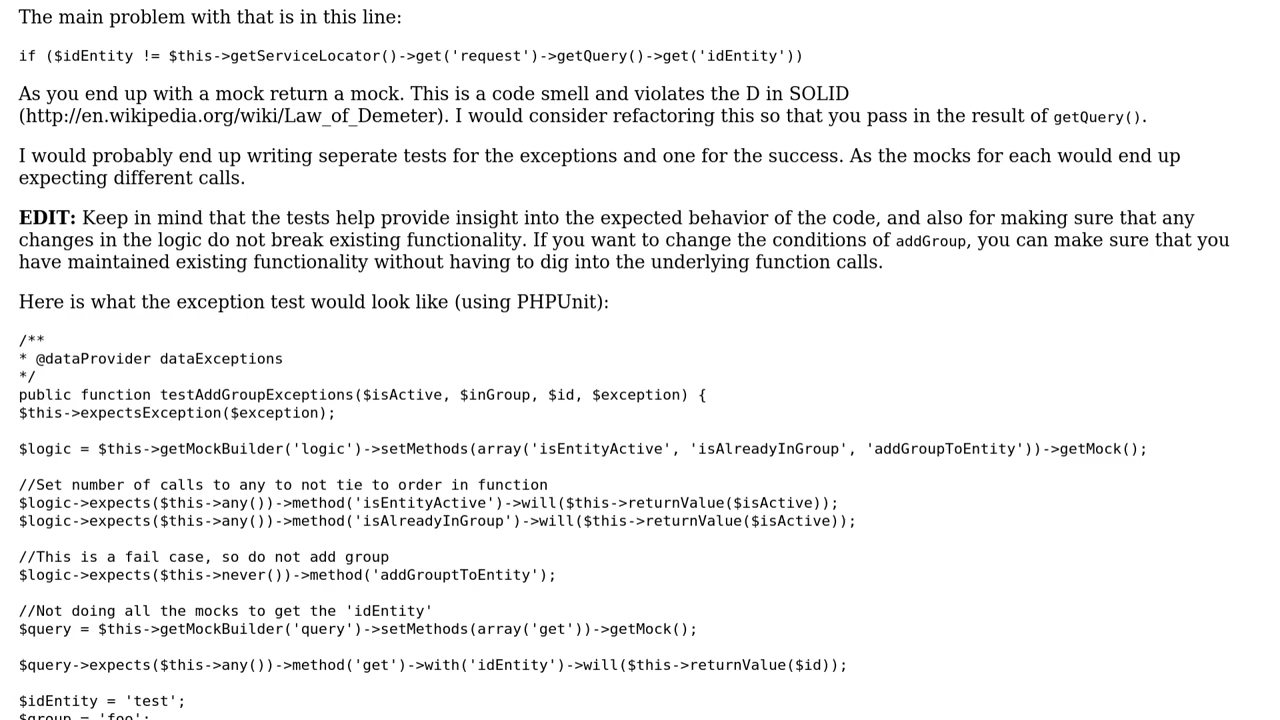 The main problem with that is in this line:
if ($idEntity != $this->getServiceLocator()->get('request')->getQuery()->get('idEntity'))
As you end up with a mock return a mock. This is a code smell and violates the D in SOLID
(http://en.wikipedia.org/wiki/Law_of_Demeter). I would consider refactoring this so that you pass in the result of getQuery().
I would probably end up writing seperate tests for the exceptions and one for the success. As the mocks for each would end up
expecting different calls.
EDIT: Keep in mind that the tests help provide insight into the expected behavior of the code, and also for making sure that any
changes in the logic do not break existing functionality. If you want to change the conditions of addGroup, you can make sure that you
have maintained existing functionality without having to dig into the underlying function calls.
Here is what the exception test would look like (using PHPUnit):
/**
* @dataProvider dataExceptions
*/
public function testAddGroupExceptions($isActive, $inGroup, $id, $exception) {
$this->expectsException($exception);
$logic = $this->getMockBuilder('logic')->setMethods(array('isEntityActive', 'isAlreadyInGroup', 'addGroupToEntity'))->getMock();
//Set number of calls to any to not tie to order in function
$logic->expects($this->any())->method('isEntityActive')->will($this->returnValue($isActive));
$logic->expects($this->any())->method('isAlreadyInGroup')->will($this->returnValue($isActive));
//This is a fail case, so do not add group
$logic->expects($this->never())->method('addGrouptToEntity');
//Not doing all the mocks to get the 'idEntity'
$query = $this->getMockBuilder('query')->setMethods(array('get'))->getMock();
$query->expects($this->any())->method('get')->with('idEntity')->will($this->returnValue($id));
$idEntity = 'test';
$group = 'foo';